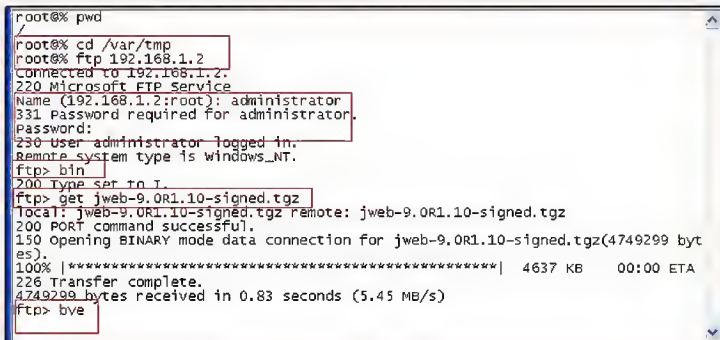 root@% pwd
/
root@% cd /var/tmp
root@% ftp 192.168.1.2
Connected to 192.168.1.2.
220 Microsoft FTP Service
Name (192.168.1.2:root): administrator
331 Password required for administrator.
Password:
230 User administrator logged in.
Remote system type is Windows_NT.
ftp> bin
200 Type set to I.
ftp> get jweb-9.0R1.10-signed.tgz
local: jweb-9.0R1.10-signed.tgz remote: jweb-9.0R1.10-signed.tgz
200 PORT command successful.
150 Opening BINARY mode data connection for jweb-9.0R1.10-signed.tgz(4749299 byt
es).
100% |**************************************************| 4637 KB 00:00 ETA
226 Transfer complete.
4749299 bytes received in 0.83 seconds (5.45 MB/s)
ftp> bye